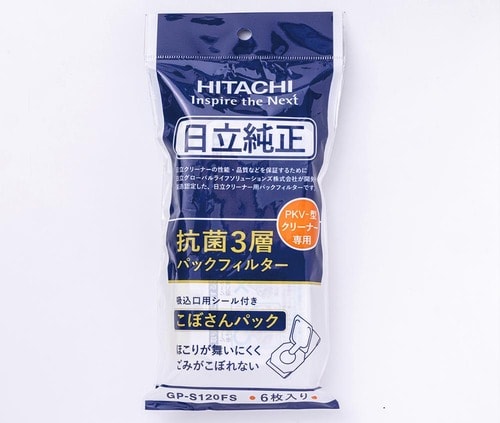 HITACHI
Inspire the Next
日立純正
日立クリーナーの性能・品質などを保証するために
日立グローバルライフソリューションズ株式会社が開発
認定した、日立クリーナー用パックフィルターです
PKV-型
クリーナー
専用
抗菌3層
パックフィルター
吸込口用シール付き
こぼさんパック
ほこりが舞いにくく
ごみがこぼれない
GP-S120FS
6枚入り